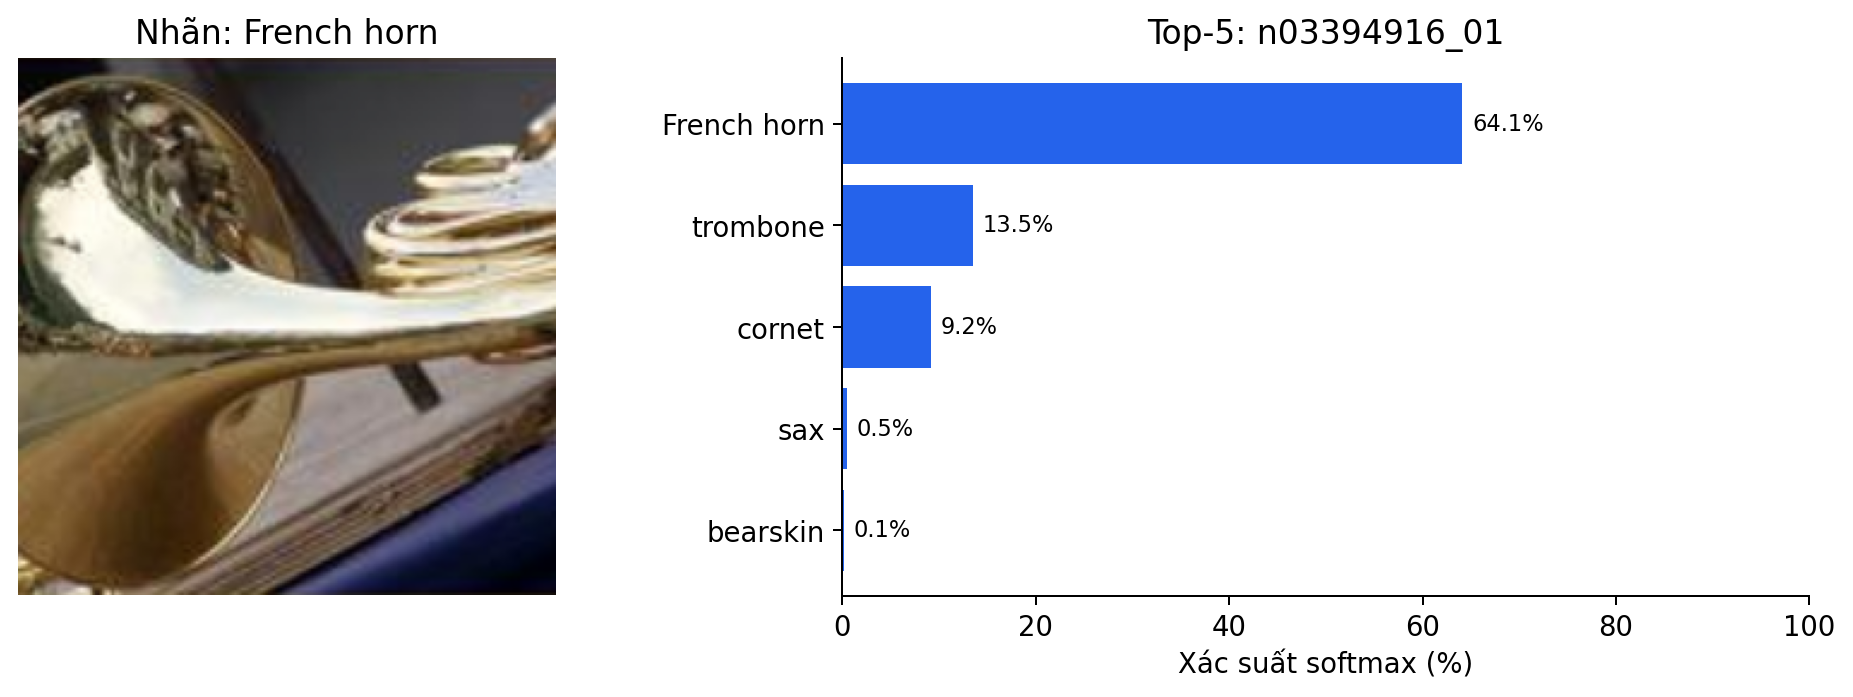 Nhãn: French horn
Top-5: n03394916_01
French horn
64.1%
trombone
13.5%
cornet
9.2%
sax
0.5%
bearskin
0.1%
0 20 40 60 80 100
Xác suất softmax (%)